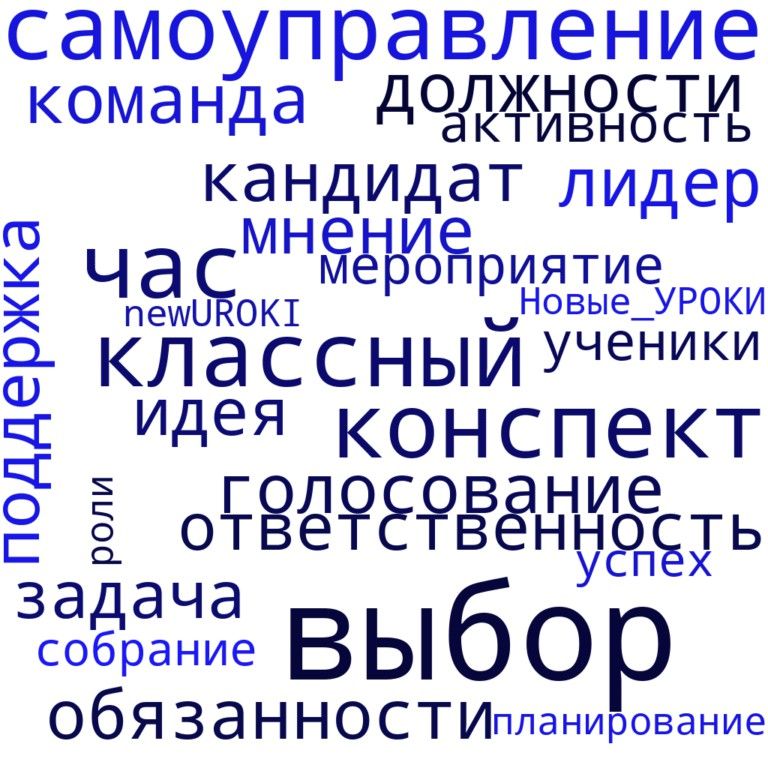 самоуправление
команда
должности
активность
кандидат
лидер
мнение
час
мероприятие
поддержка
newUROKI
Новые_УРОКИ
классный
ученики
идея
конспект
голосование
роли
ответственность
успех
задача
выбор
собрание
обязанности
планирование